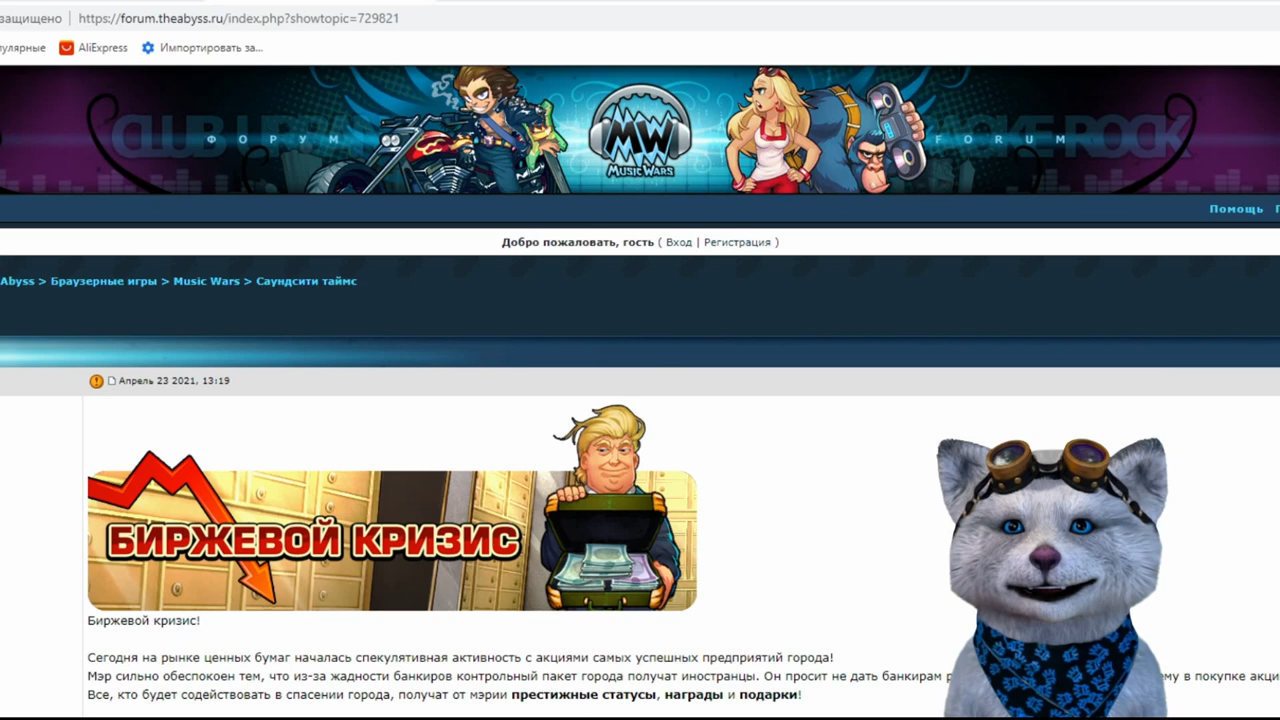 защищено | https://forum.theabyss.ru/index.php?showtopic=729821
улярные AliExpress Импортировать за...
ФОРУМ MW FORUM
MUSIC WARS
Помощь
Добро пожаловать, гость ( Вход | Регистрация )
Abyss > Браузерные игры > Music Wars > Саундсити таймс
Апрель 23 2021, 13:19
БИРЖЕВОЙ КРИЗИС
Биржевой кризис!
Сегодня на рынке ценных бумаг началась спекулятивная активность с акциями самых успешных предприятий города!
Мэр сильно обеспокоен тем, что из-за жадности банкиров контрольный пакет города получат иностранцы. Он просит не дать банкирам в покупке акци
Все, кто будет содействовать в спасении города, получат от мэрии престижные статусы, награды и подарки!